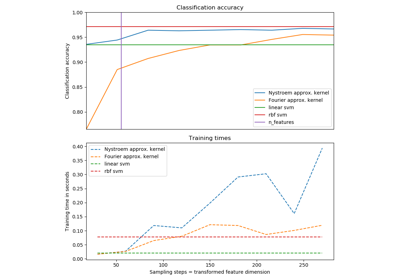 Classification accuracy
1.00
0.95
0.90
0.85
0.80
Classification accuracy
Nystroem approx. kernel
Fourier approx. kernel
linear svm
rbf svm
n_features
Training times
0.40
0.35
0.30
0.25
0.20
0.15
0.10
0.05
0.00
Training time in seconds
Nystroem approx. kernel
Fourier approx. kernel
linear svm
rbf svm
50 100 150 200 250
Sampling steps = transformed feature dimension